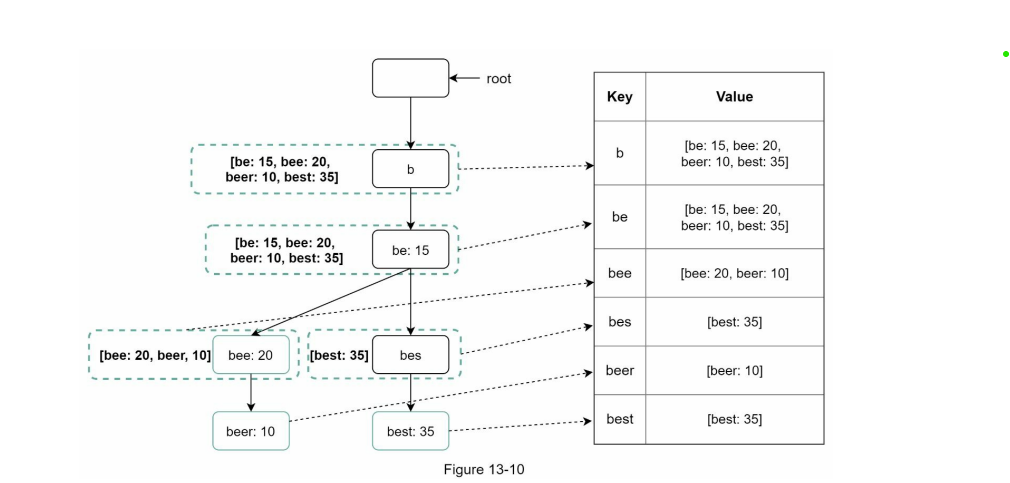 root
b
[be: 15, bee: 20,
beer: 10, best: 35]
be: 15
[be: 15, bee: 20,
beer: 10, best: 35]
[bee: 20, beer, 10]
bee: 20
[best: 35]
bes
beer: 10
best: 35
Key
Value
b
[be: 15, bee: 20,
beer: 10, best: 35]
be
[be: 15, bee: 20,
beer: 10, best: 35]
bee
[bee: 20, beer: 10]
bes
[best: 35]
beer
[beer: 10]
best
[best: 35]
Figure 13-10